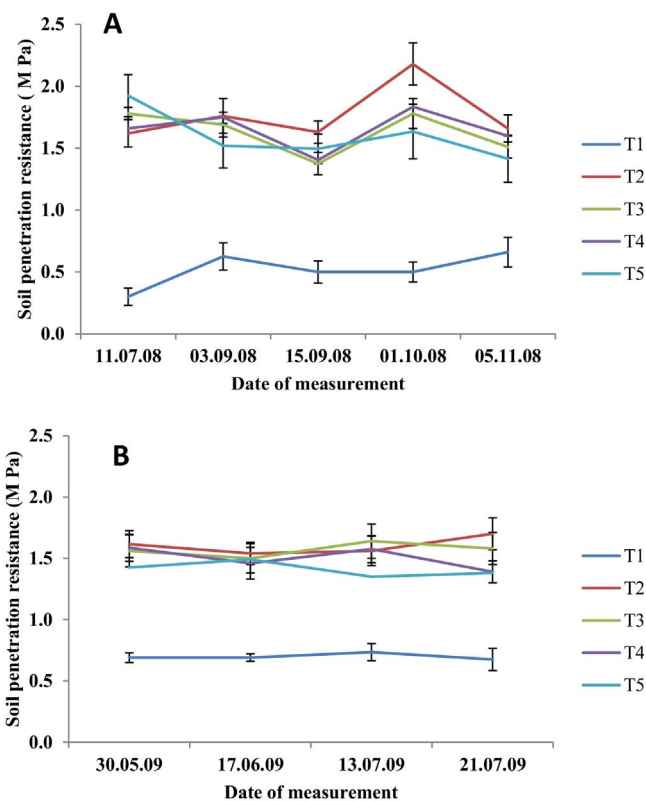 A
Soil penetration resistance ( M Pa)
2.5
2.0
1.5
1.0
0.5
0.0
11.07.08 03.09.08 15.09.08 01.10.08 05.11.08
Date of measurement
T1
T2
T3
T4
T5
B
Soil penetration resistance (M Pa)
2.5
2.0
1.5
1.0
0.5
0.0
30.05.09 17.06.09 13.07.09 21.07.09
Date of measurement
T1
T2
T3
T4
T5